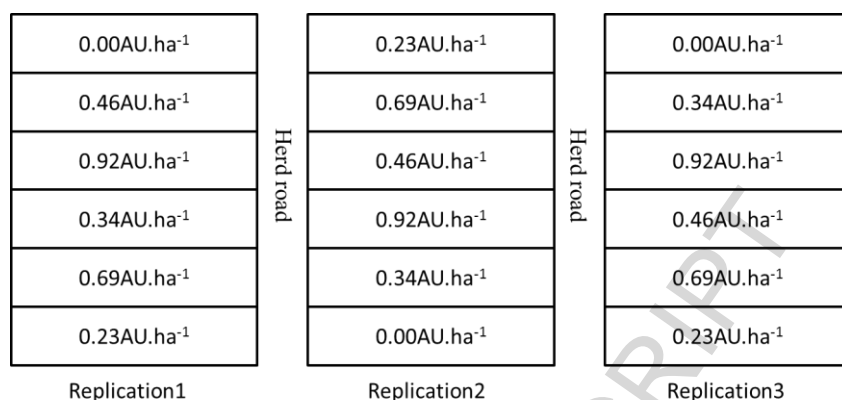 0.00AU.ha⁻¹
0.46AU.ha⁻¹
0.92AU.ha⁻¹
0.34AU.ha⁻¹
0.69AU.ha⁻¹
0.23AU.ha⁻¹
Replication1
Herd road
0.23AU.ha⁻¹
0.69AU.ha⁻¹
0.46AU.ha⁻¹
0.92AU.ha⁻¹
0.34AU.ha⁻¹
0.00AU.ha⁻¹
Replication2
Herd road
0.00AU.ha⁻¹
0.34AU.ha⁻¹
0.92AU.ha⁻¹
0.46AU.ha⁻¹
0.69AU.ha⁻¹
0.23AU.ha⁻¹
Replication3
RIPT